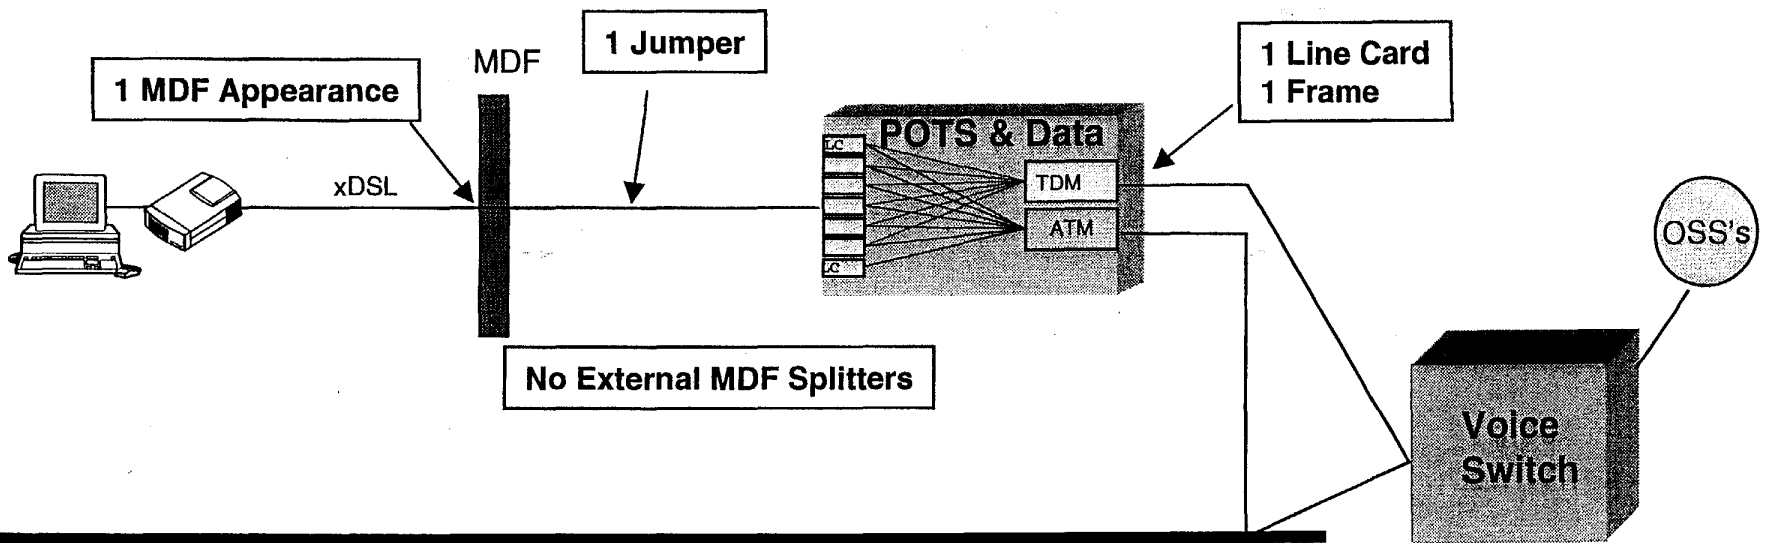 1 Jumper
MDF
1 Line Card
1 Frame
1 MDF Appearance
POTS & Data
LC
TDM
xDSL
ATM
OSS's
LC
No External MDF Splitters
Voice
Switch